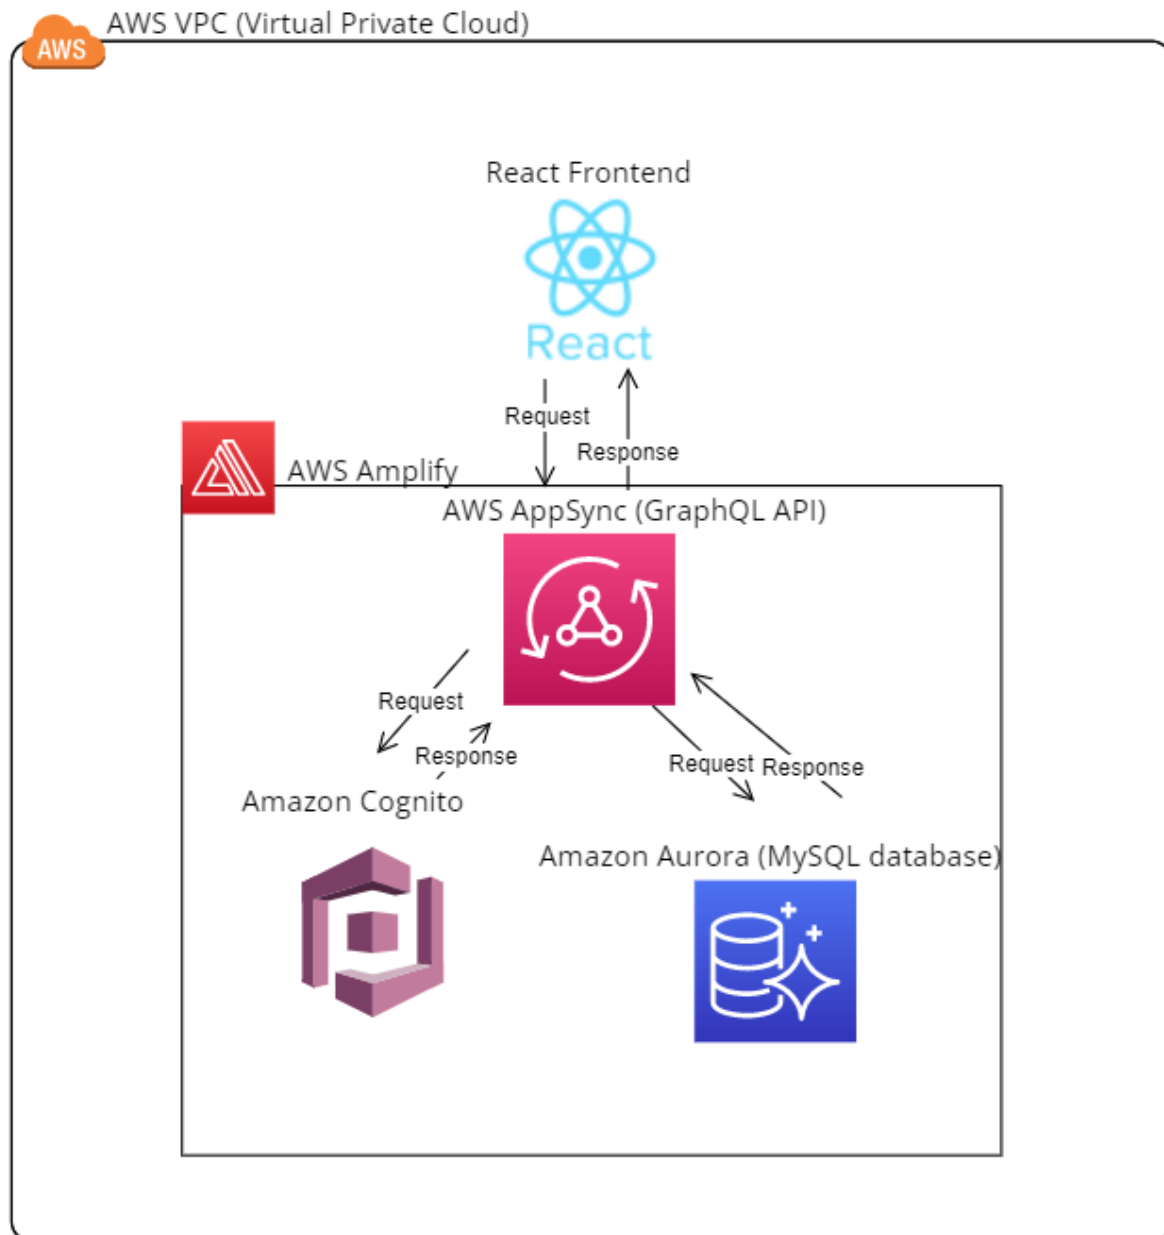 AWS VPC (Virtual Private Cloud)
AWS
React Frontend
React
Request
Response
AWS Amplify
AWS AppSync (GraphQL API)
Request
Response
Request
Response
Amazon Cognito
Amazon Aurora (MySQL database)